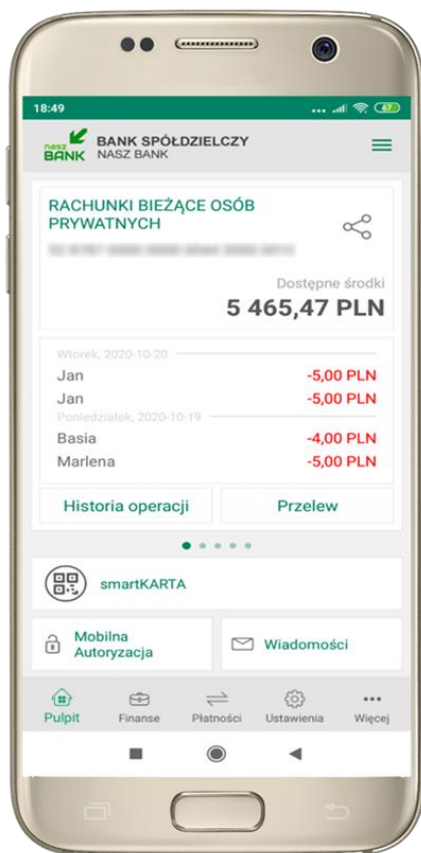 18:49
67
nasz BANK
BANK SPÓŁDZIELCZY
NASZ BANK
RACHUNKI BIEŻĄCE OSÓB
PRYWATNYCH
Dostępne środki
5 465,47 PLN
Wtorek, 2020-10-20
Jan -5,00 PLN
Jan -5,00 PLN
Poniedziałek, 2020-10-19
Basia -4,00 PLN
Marlena -5,00 PLN
Historia operacji Przelew
smartKARTA
Mobilna
Autoryzacja
Wiadomości
Pulpit Finanse Płatności Ustawienia Więcej